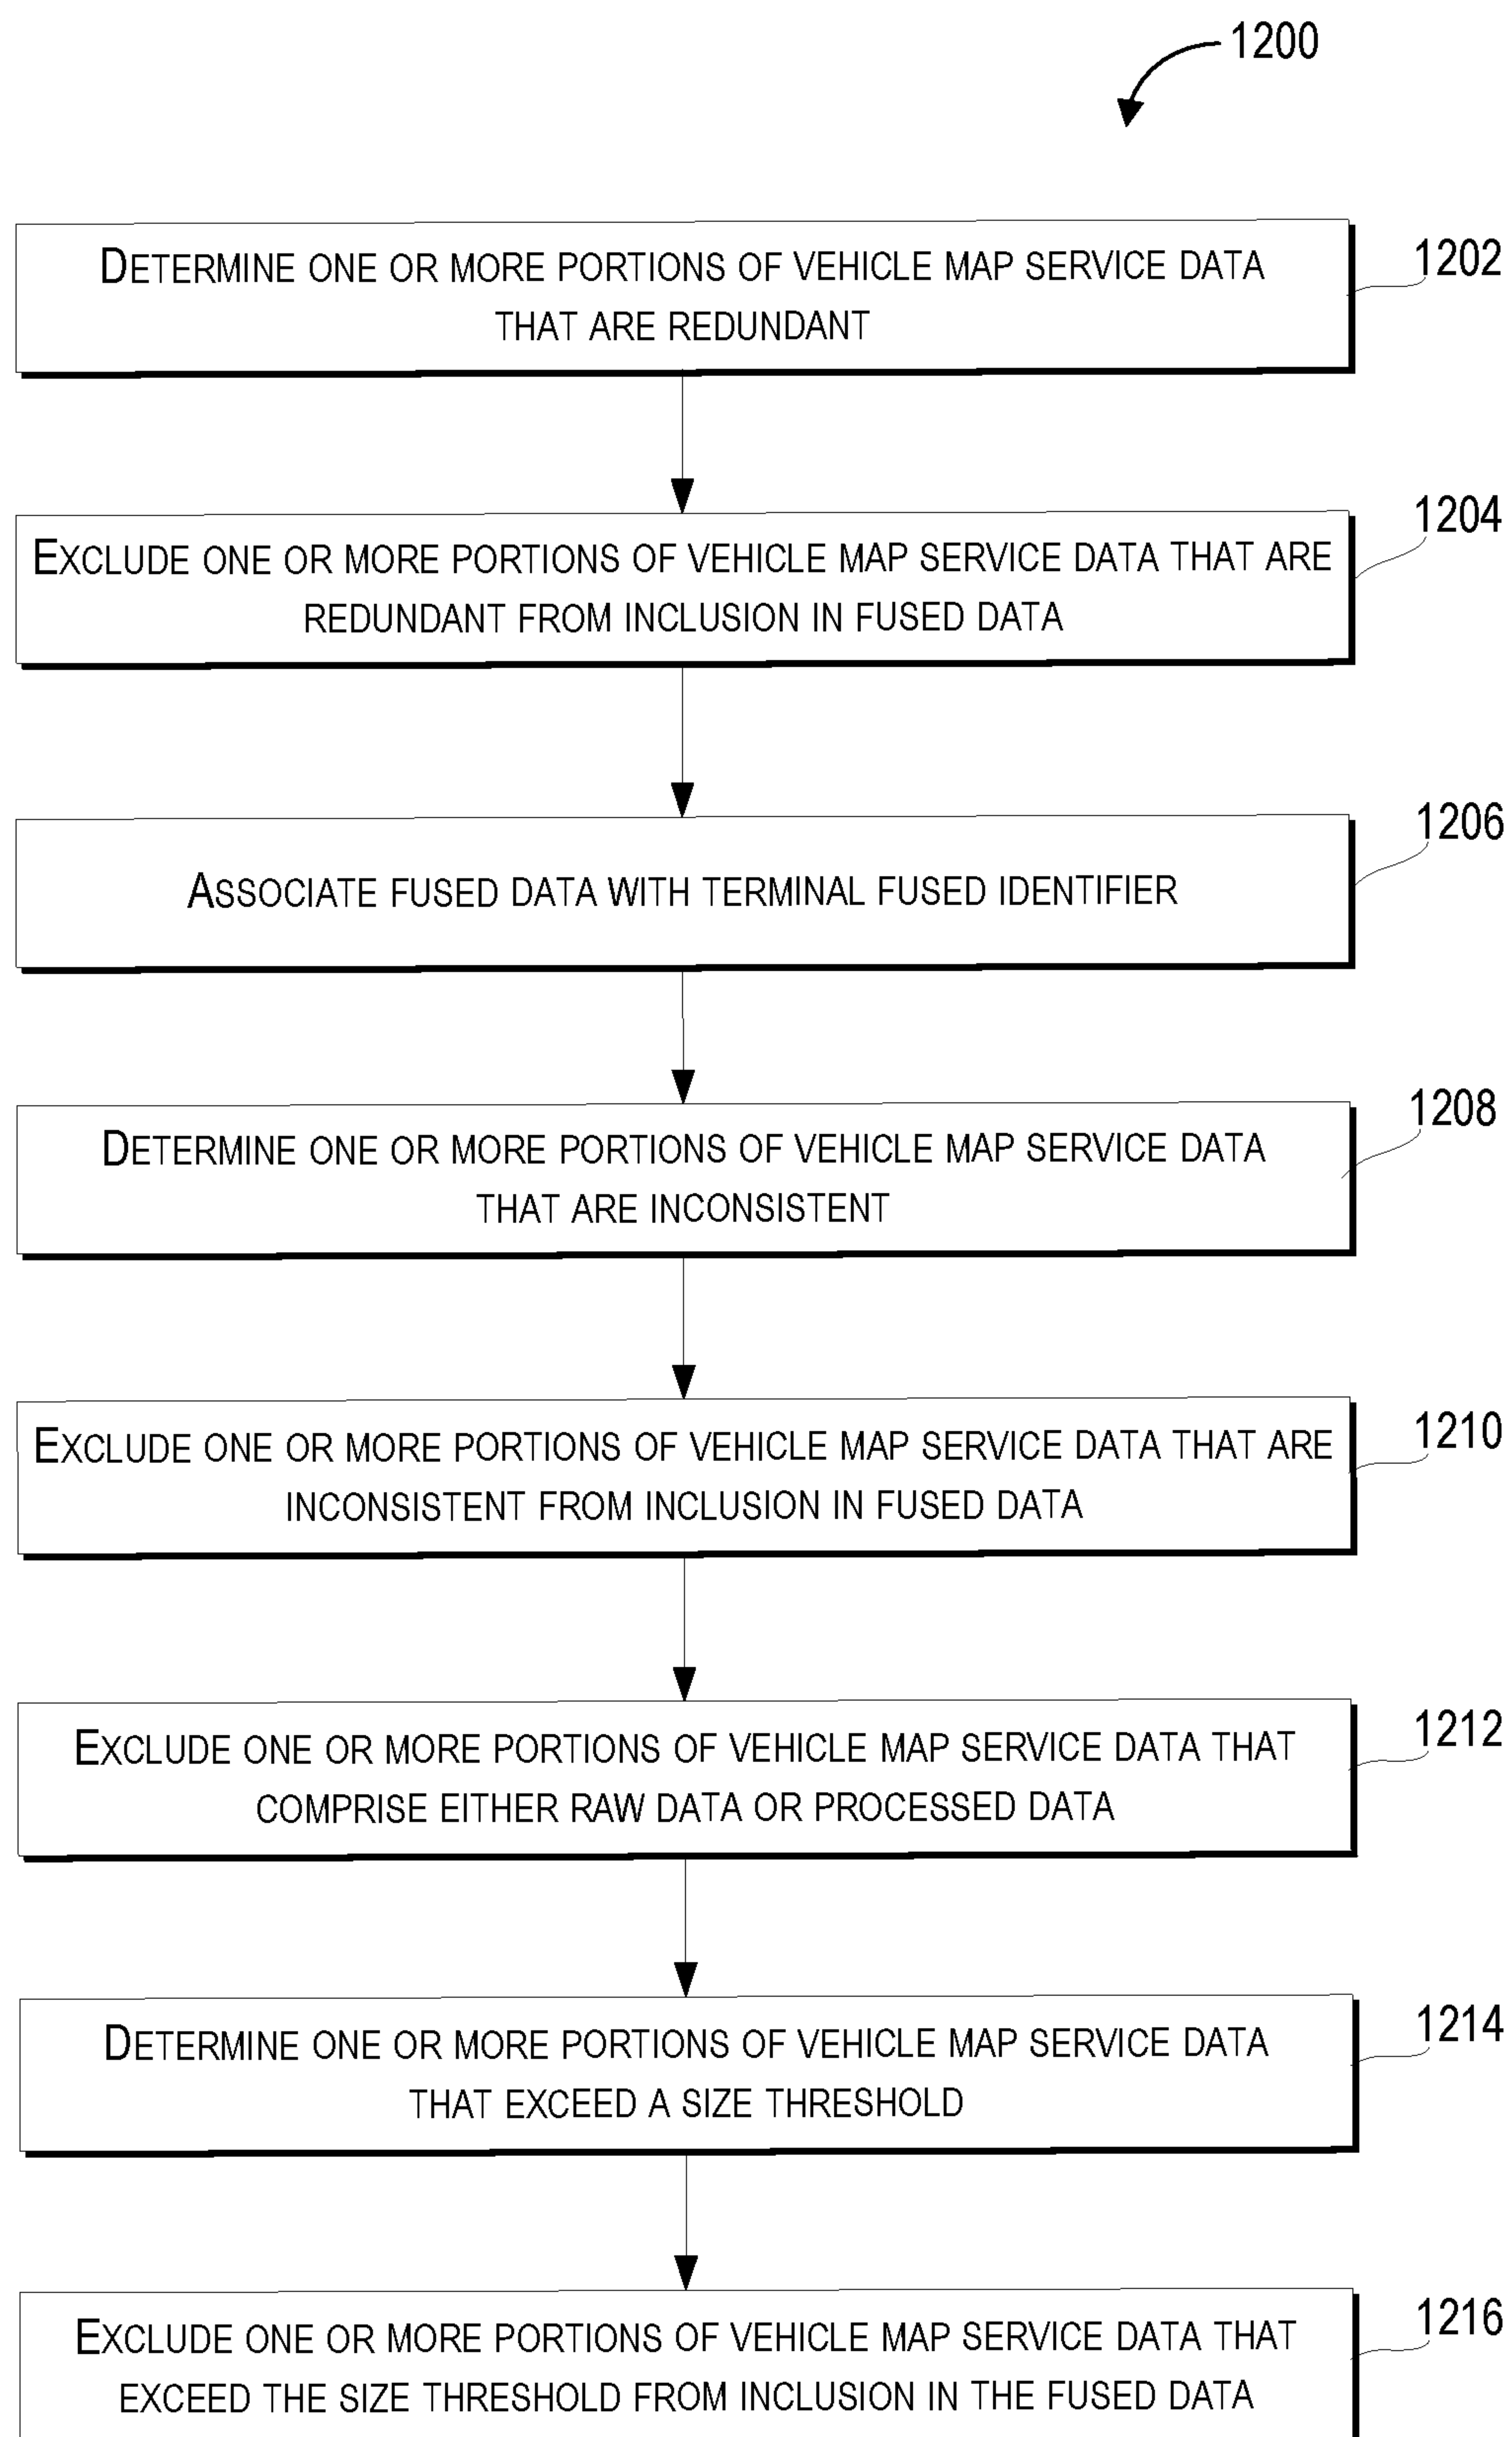 1200
DETERMINE ONE OR MORE PORTIONS OF VEHICLE MAP SERVICE DATA
THAT ARE REDUNDANT
1202
EXCLUDE ONE OR MORE PORTIONS OF VEHICLE MAP SERVICE DATA THAT ARE
REDUNDANT FROM INCLUSION IN FUSED DATA
1204
ASSOCIATE FUSED DATA WITH TERMINAL FUSED IDENTIFIER
1206
DETERMINE ONE OR MORE PORTIONS OF VEHICLE MAP SERVICE DATA
THAT ARE INCONSISTENT
1208
EXCLUDE ONE OR MORE PORTIONS OF VEHICLE MAP SERVICE DATA THAT ARE
INCONSISTENT FROM INCLUSION IN FUSED DATA
1210
EXCLUDE ONE OR MORE PORTIONS OF VEHICLE MAP SERVICE DATA THAT
COMPRISE EITHER RAW DATA OR PROCESSED DATA
1212
DETERMINE ONE OR MORE PORTIONS OF VEHICLE MAP SERVICE DATA
THAT EXCEED A SIZE THRESHOLD
1214
EXCLUDE ONE OR MORE PORTIONS OF VEHICLE MAP SERVICE DATA THAT
EXCEED THE SIZE THRESHOLD FROM INCLUSION IN THE FUSED DATA
1216